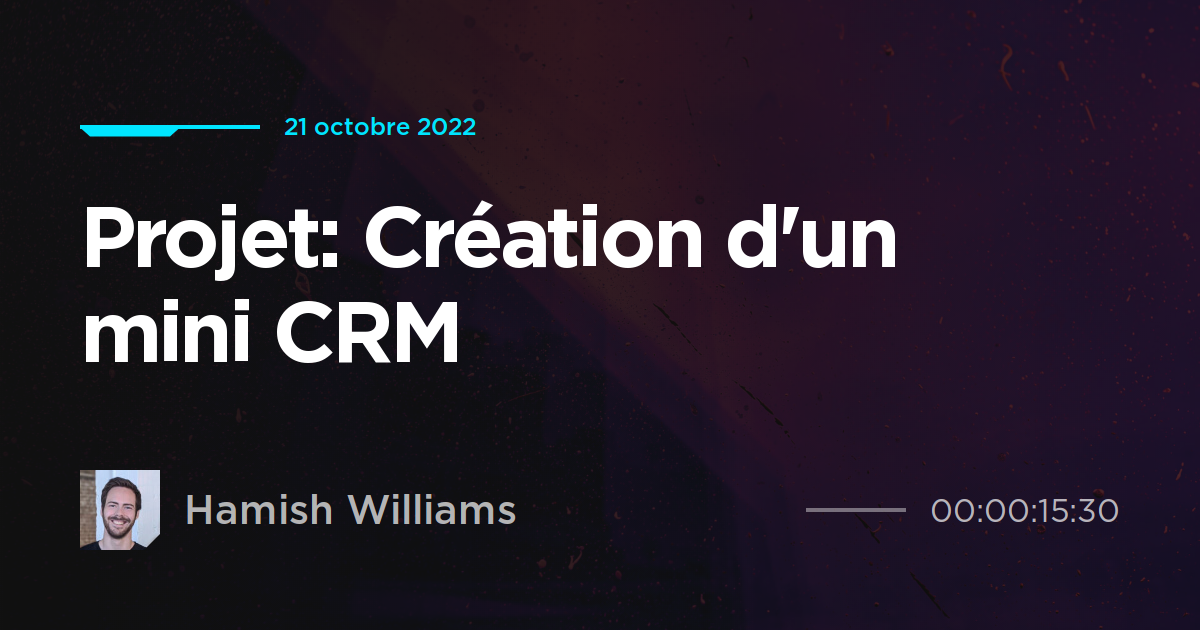 21 octobre 2022
Projet: Création d'un
mini CRM
Hamish Williams
00:00:15:30